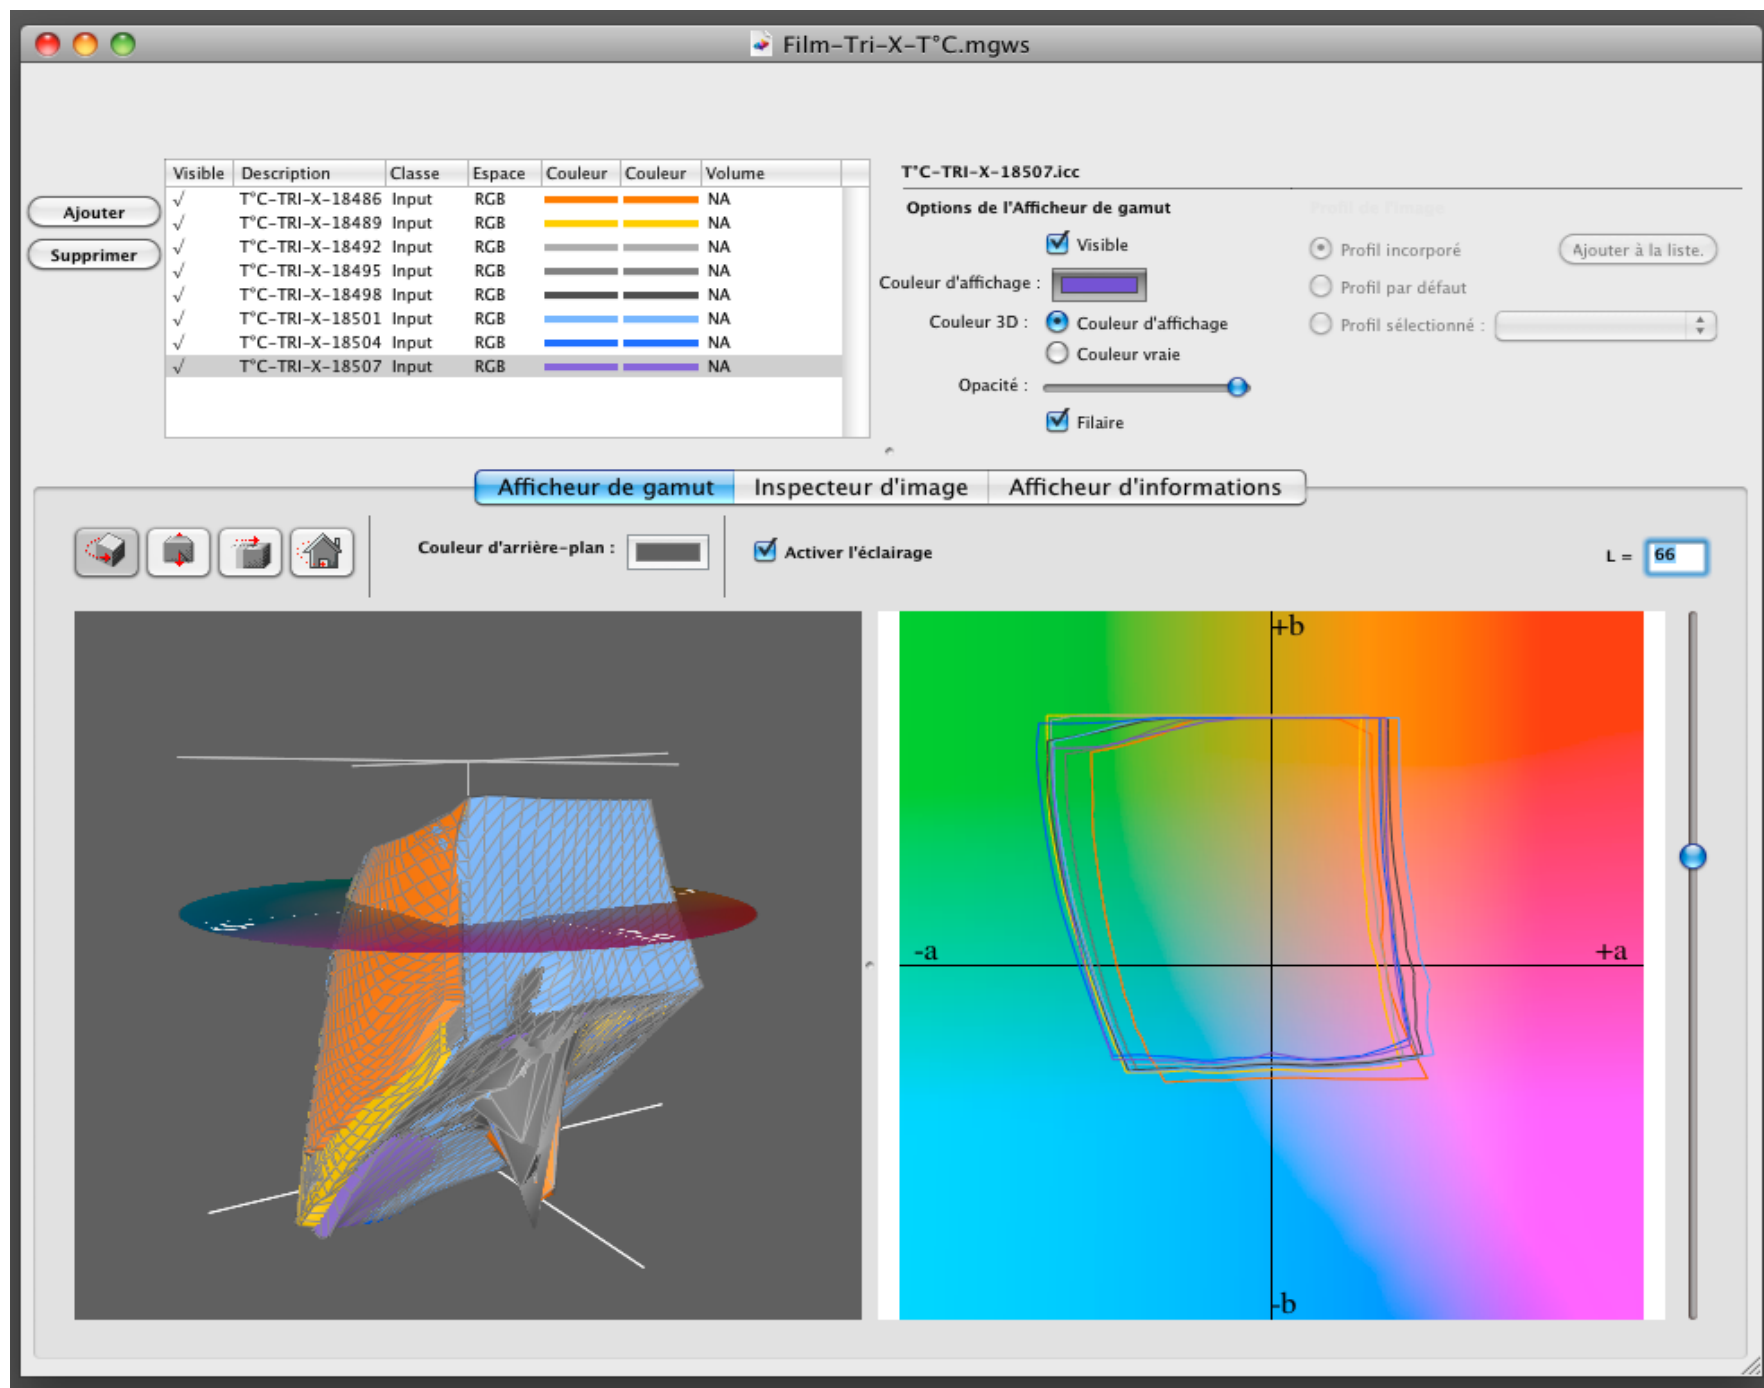 Film-Tri-X-T°C.mgws
Ajouter
Supprimer
Visible Description Classe Espace Couleur Couleur Volume
√ T°C-TRI-X-18486 Input RGB NA
√ T°C-TRI-X-18489 Input RGB NA
√ T°C-TRI-X-18492 Input RGB NA
√ T°C-TRI-X-18495 Input RGB NA
√ T°C-TRI-X-18498 Input RGB NA
√ T°C-TRI-X-18501 Input RGB NA
√ T°C-TRI-X-18504 Input RGB NA
√ T°C-TRI-X-18507 Input RGB NA
T°C-TRI-X-18507.icc
Options de l'Afficheur de gamut
Visible
Couleur d'affichage :
Couleur 3D : Couleur d'affichage
Couleur vraie
Opacité :
Filaire
Profil de l'image
Profil incorporé
Ajouter à la liste.
Profil par défaut
Profil sélectionné :
Afficheur de gamut
Inspecteur d'image
Afficheur d'informations
Couleur d'arrière-plan :
Activer l'éclairage
L = 66
+b
-a
+a
-b